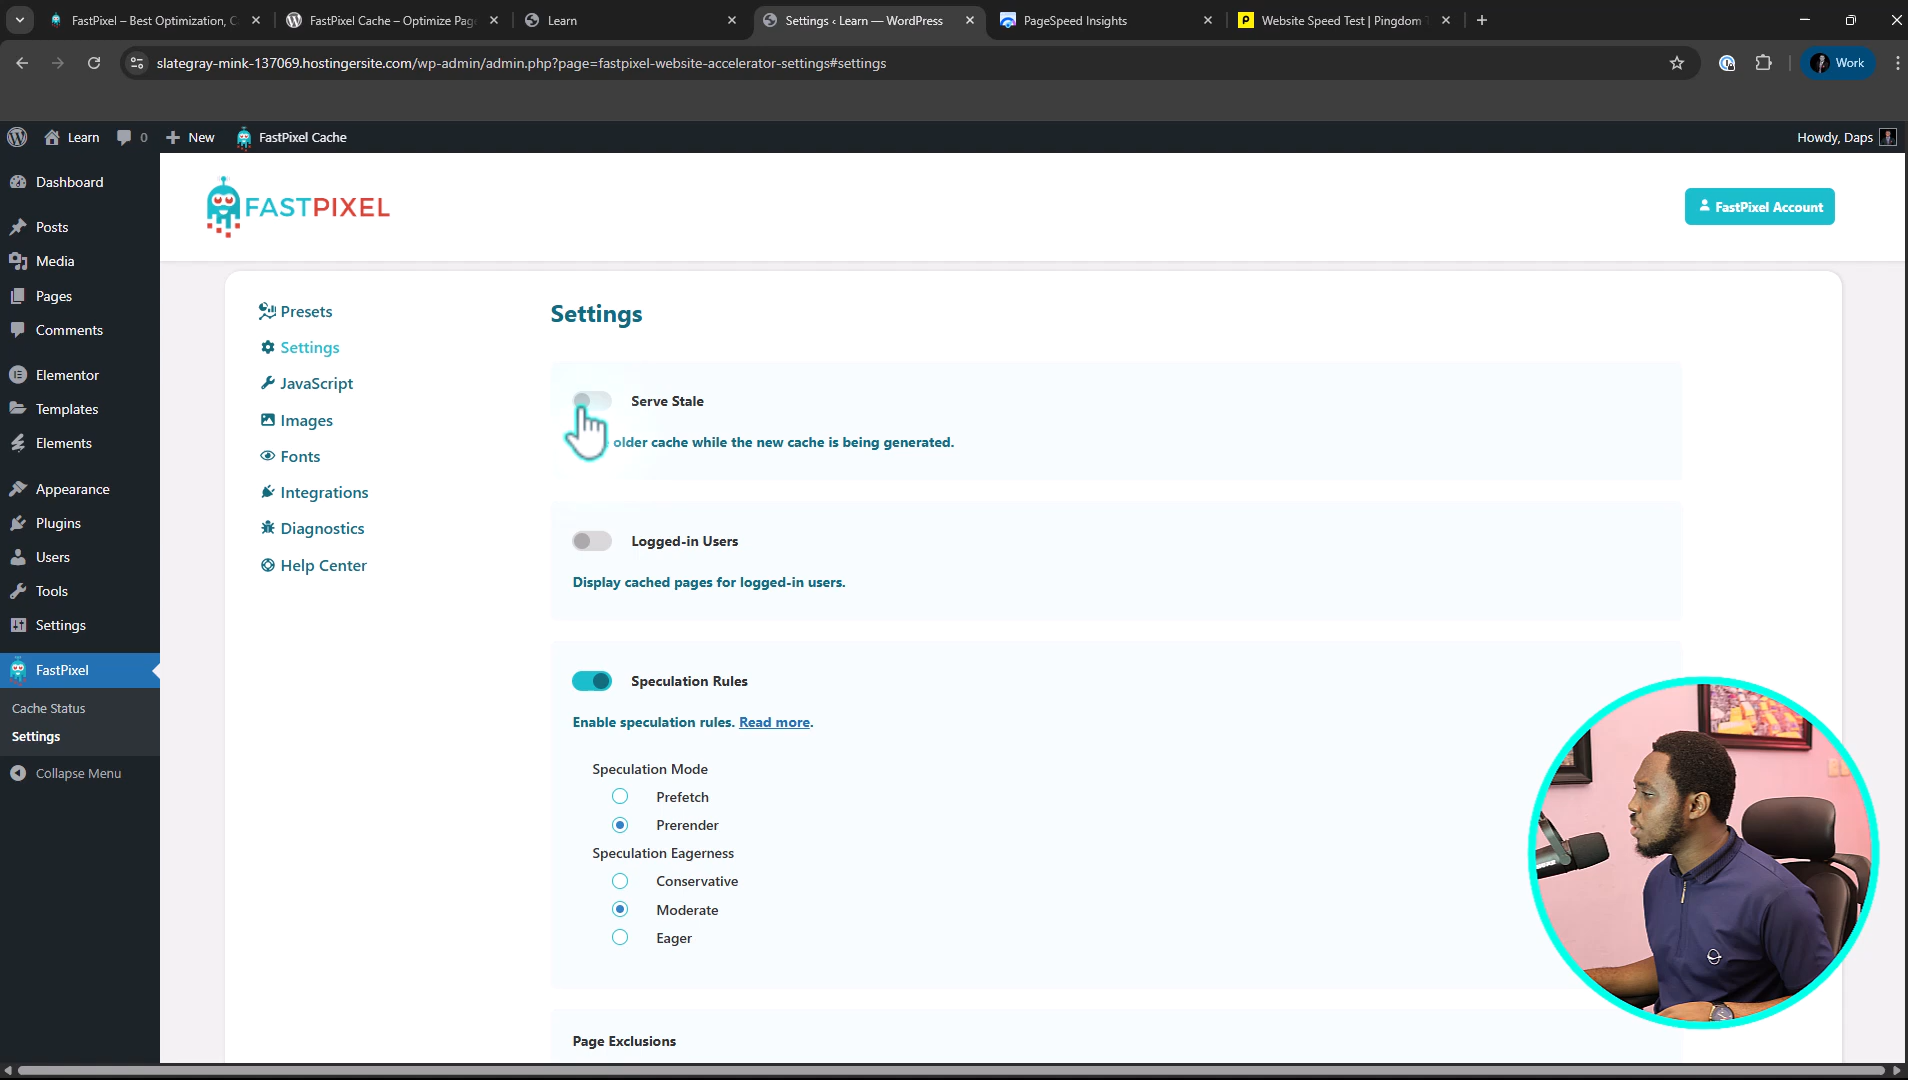 FastPixel – Best Optimization, C
FastPixel Cache – Optimize Page
Learn
Settings ‹ Learn — WordPress
PageSpeed Insights
Website Speed Test | Pingdom T
slategray-mink-137069.hostingersite.com/wp-admin/admin.php?page=fastpixel-website-accelerator-settings#settings
Work
Learn
0
New
FastPixel Cache
Howdy, Daps
Dashboard
Posts
Media
Pages
Comments
Elementor
Templates
Elements
Appearance
Plugins
Users
Tools
Settings
FastPixel
Cache Status
Settings
Collapse Menu
FASTPIXEL
FastPixel Account
Presets
Settings
JavaScript
Images
Fonts
Integrations
Diagnostics
Help Center
Settings
Serve Stale
older cache while the new cache is being generated.
Logged-in Users
Display cached pages for logged-in users.
Speculation Rules
Enable speculation rules. Read more.
Speculation Mode
Prefetch
Prerender
Speculation Eagerness
Conservative
Moderate
Eager
Page Exclusions